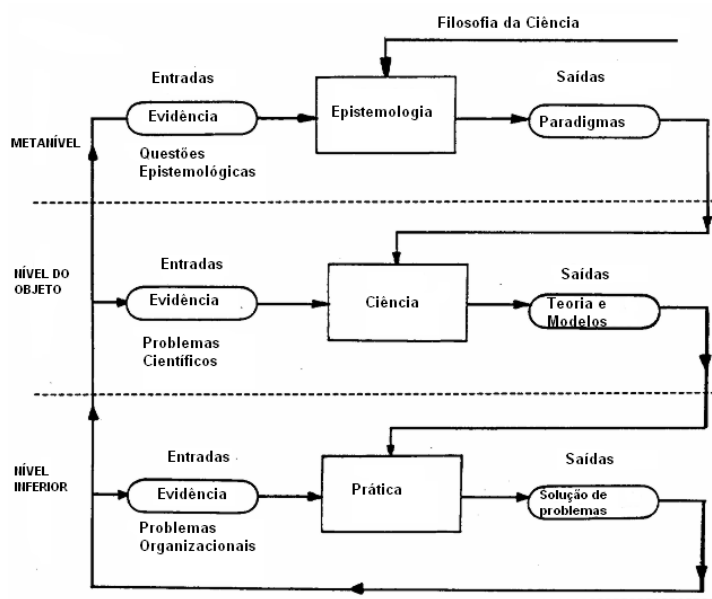 Filosofia da Ciência
Entradas
Saídas
Evidência
Epistemologia
Paradigmas
METANÍVEL
Questões
Epistemológicas
NÍVEL DO
OBJETO
Entradas
Saídas
Evidência
Ciência
Teoria e
Modelos
Problemas
Científicos
NÍVEL
INFERIOR
Entradas
Saídas
Evidência
Prática
Solução de
problemas
Problemas
Organizacionais